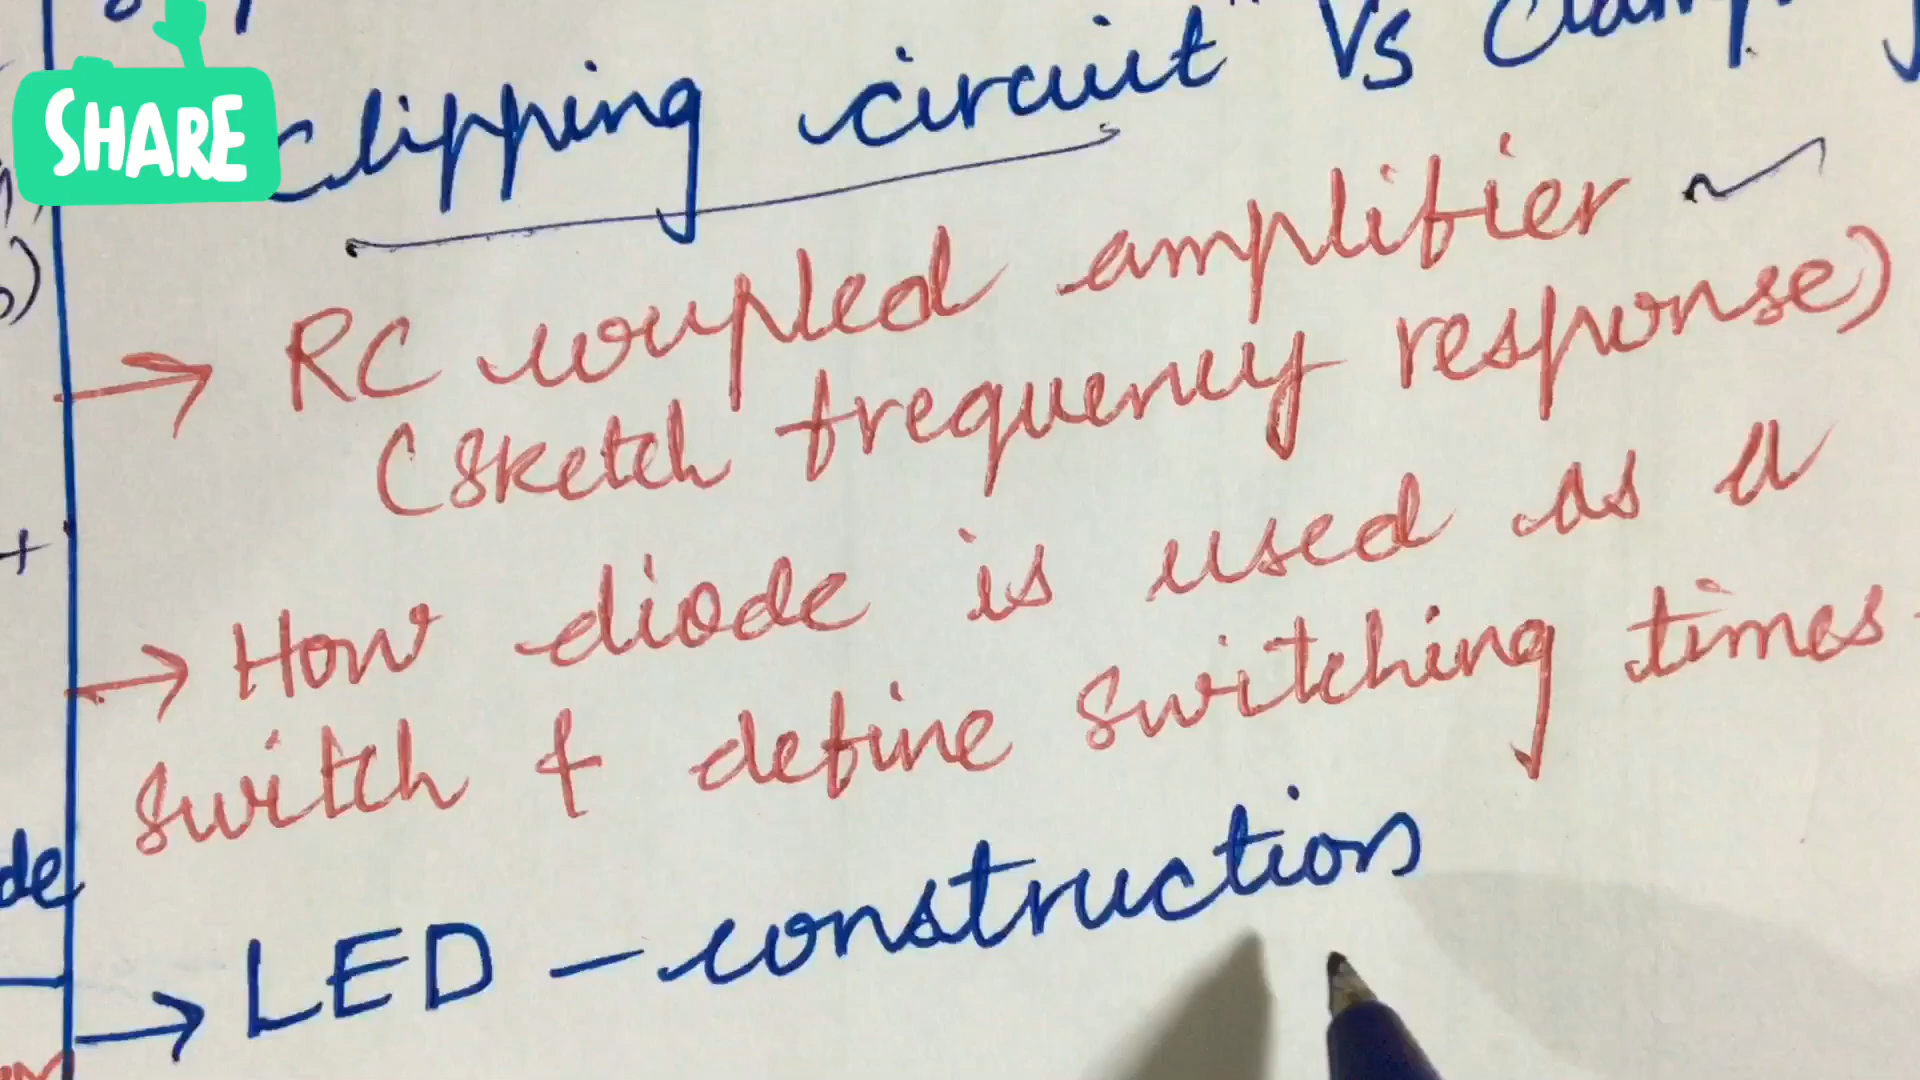 SHARE
Clipping circuit" Vs
→ RC coupled amplifier
(sketch frequency response)
→ How diode is used as a
switch & define switching times
→ LED - construction
de
+